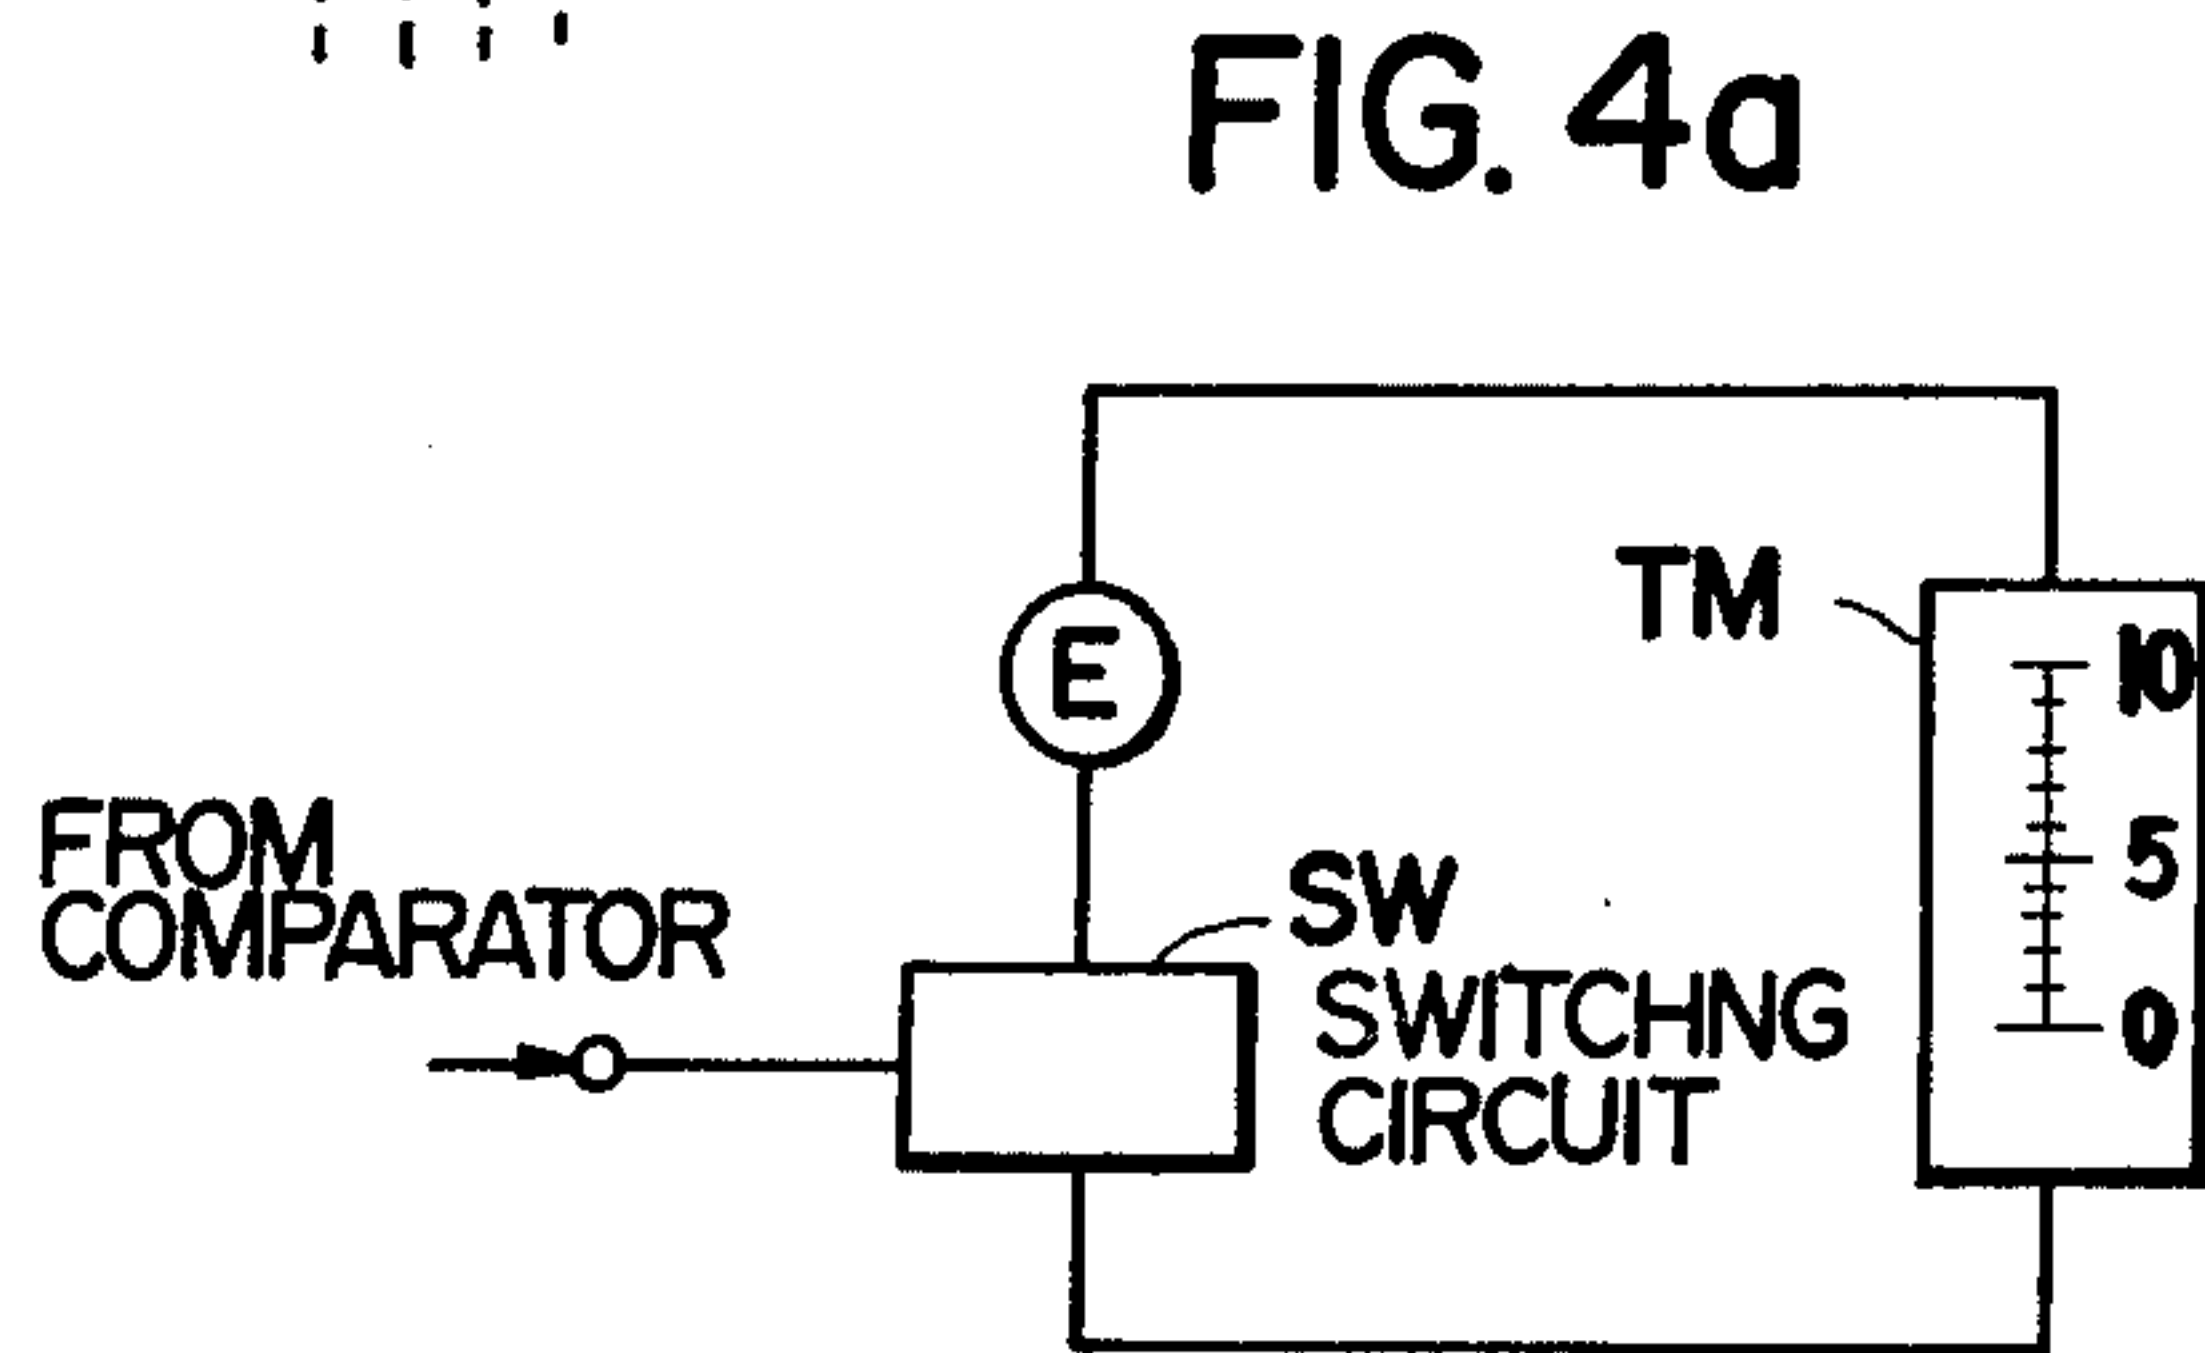 FIG. 4a
TM
10
E
FROM
COMPARATOR
5
SW
SWITCHNG
CIRCUIT
0